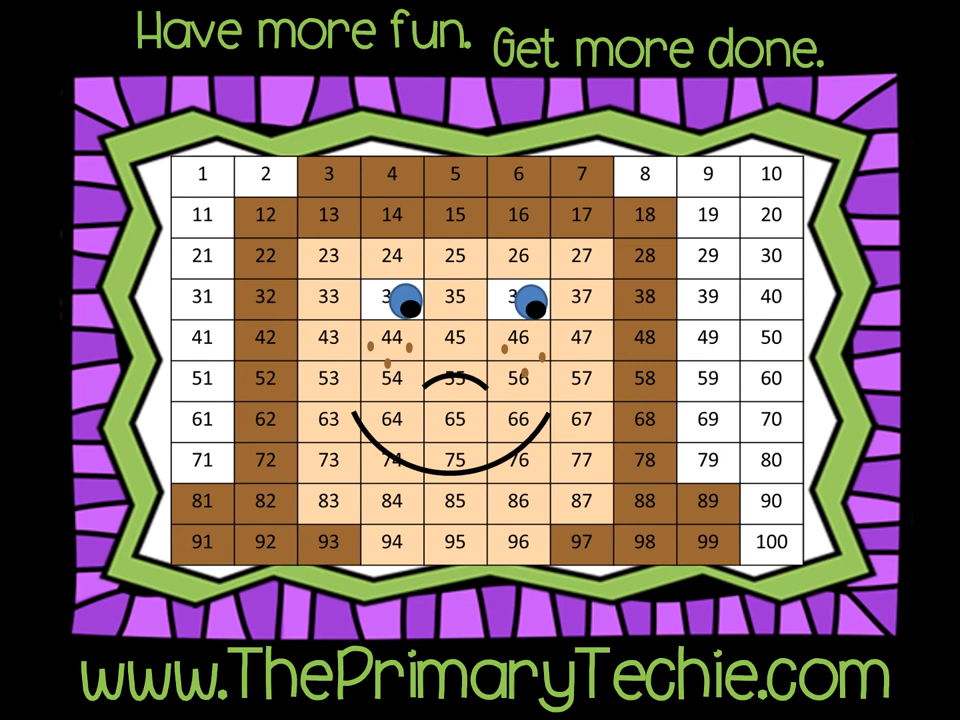 Have more fun. Get more done.
1 2 3 4 5 6 7 8 9 10
11 12 13 14 15 16 17 18 19 20
21 22 23 24 25 26 27 28 29 30
31 32 33 3 35 3 37 38 39 40
41 42 43 44 45 46 47 48 49 50
51 52 53 54 55 56 57 58 59 60
61 62 63 64 65 66 67 68 69 70
71 72 73 74 75 76 77 78 79 80
81 82 83 84 85 86 87 88 89 90
91 92 93 94 95 96 97 98 99 100
www.ThePrimaryTechie.com